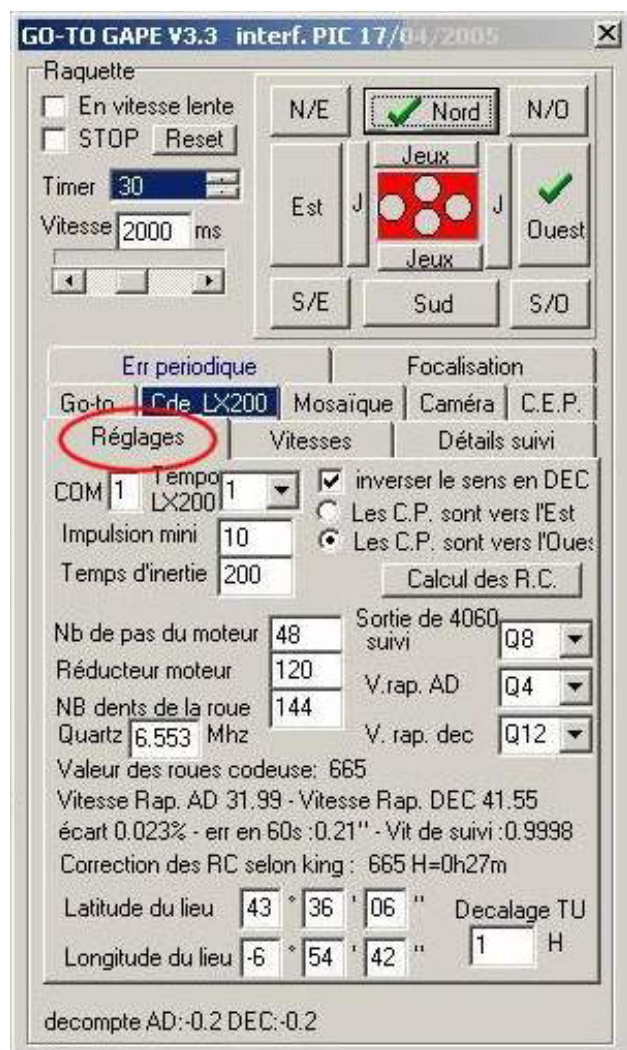 GO-TO GAPE V3.3 interf. PIC 17/04/2005
Raquette
En vitesse lente
STOP Reset
Timer 30
Vitesse 2000 ms
N/E Nord N/O
Jeux
Est J J Ouest
Jeux
S/E Sud S/O
Err periodique Focalisation
Go-to Cde LX200 Mosaïque Caméra C.E.P.
Réglages Vitesses Détails suivi
COM 1 Tempo LX200 1
inverser le sens en DEC
Les C.P. sont vers l'Est
Les C.P. sont vers l'Oues
Impulsion mini 10
Temps d'inertie 200
Calcul des R.C.
Nb de pas du moteur 48
Réducteur moteur 120
NB dents de la roue 144
Quartz 6.553 Mhz
Sortie de 4060
suivi Q8
V.rap. AD Q4
V. rap. dec Q12
Valeur des roues codeuse: 665
Vitesse Rap. AD 31.99 - Vitesse Rap. DEC 41.55
écart 0.023% - err en 60s :0.21'' - Vit de suivi :0.9998
Correction des RC selon king : 665 H=0h27m
Latitude du lieu 43 ° 36 ' 06 ''
Longitude du lieu -6 ° 54 ' 42 ''
Decalage TU
1 H
decompte AD:-0.2 DEC:-0.2